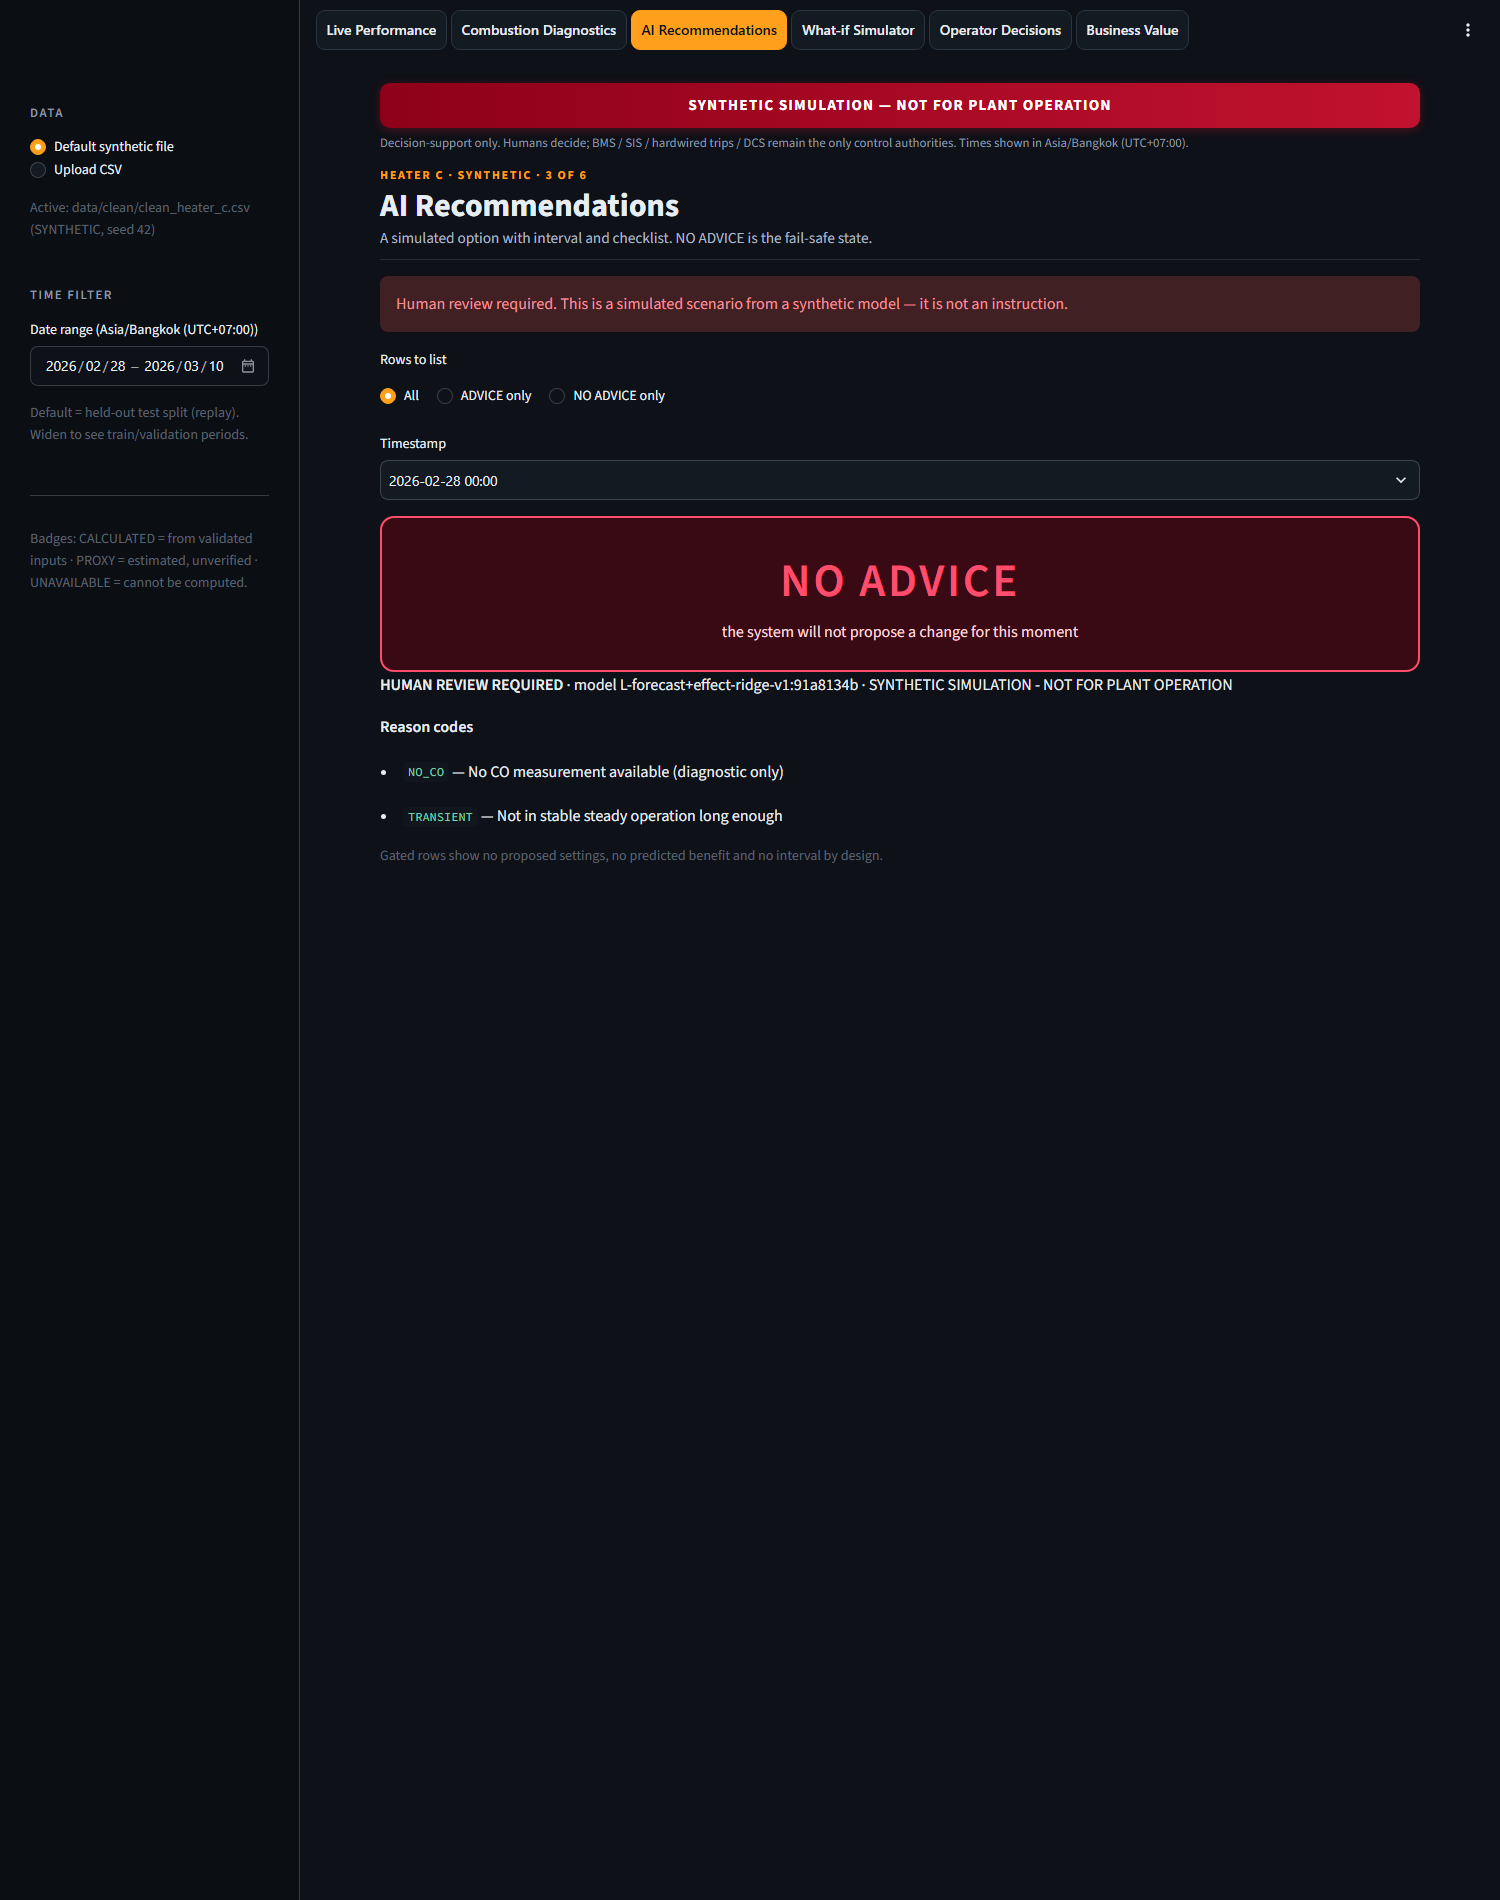 Live Performance
Combustion Diagnostics
AI Recommendations
What-if Simulator
Operator Decisions
Business Value
DATA
Default synthetic file
Upload CSV
Active: data/clean/clean_heater_c.csv
(SYNTHETIC, seed 42)
TIME FILTER
Date range (Asia/Bangkok (UTC+07:00))
2026/02/28 – 2026/03/10
Default = held-out test split (replay).
Widen to see train/validation periods.
Badges: CALCULATED = from validated
inputs · PROXY = estimated, unverified ·
UNAVAILABLE = cannot be computed.
SYNTHETIC SIMULATION — NOT FOR PLANT OPERATION
Decision-support only. Humans decide; BMS / SIS / hardwired trips / DCS remain the only control authorities. Times shown in Asia/Bangkok (UTC+07:00).
HEATER C · SYNTHETIC · 3 OF 6
AI Recommendations
A simulated option with interval and checklist. NO ADVICE is the fail-safe state.
Human review required. This is a simulated scenario from a synthetic model — it is not an instruction.
Rows to list
All
ADVICE only
NO ADVICE only
Timestamp
2026-02-28 00:00
NO ADVICE
the system will not propose a change for this moment
HUMAN REVIEW REQUIRED · model L-forecast+effect-ridge-v1:91a8134b · SYNTHETIC SIMULATION - NOT FOR PLANT OPERATION
Reason codes
• NO_CO — No CO measurement available (diagnostic only)
• TRANSIENT — Not in stable steady operation long enough
Gated rows show no proposed settings, no predicted benefit and no interval by design.